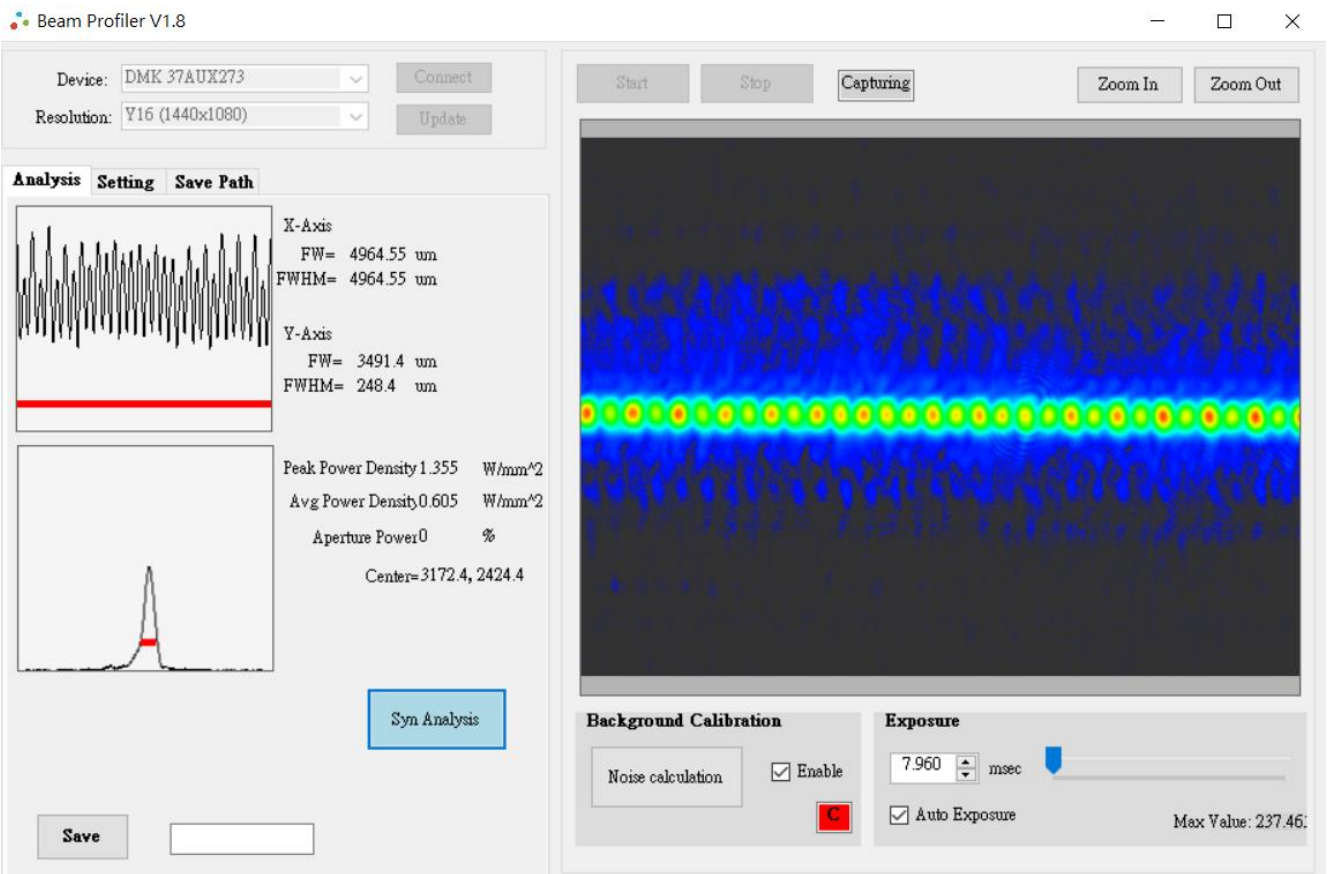 Beam Profiler V1.8
Device: DMK 37AUX273 Connect
Resolution: Y16 (1440x1080) Update
Start Stop Capturing Zoom In Zoom Out
Analysis Setting Save Path
X-Axis
FW= 4964.55 um
FWHM= 4964.55 um
Y-Axis
FW= 3491.4 um
FWHM= 248.4 um
Peak Power Density 1.355 W/mm^2
Avg Power Density 0.605 W/mm^2
Aperture Power 0 %
Center= 3172.4, 2424.4
Syn Analysis
Save
Background Calibration
Noise calculation Enable
C
Exposure
7.960 msec
Auto Exposure
Max Value: 237.46